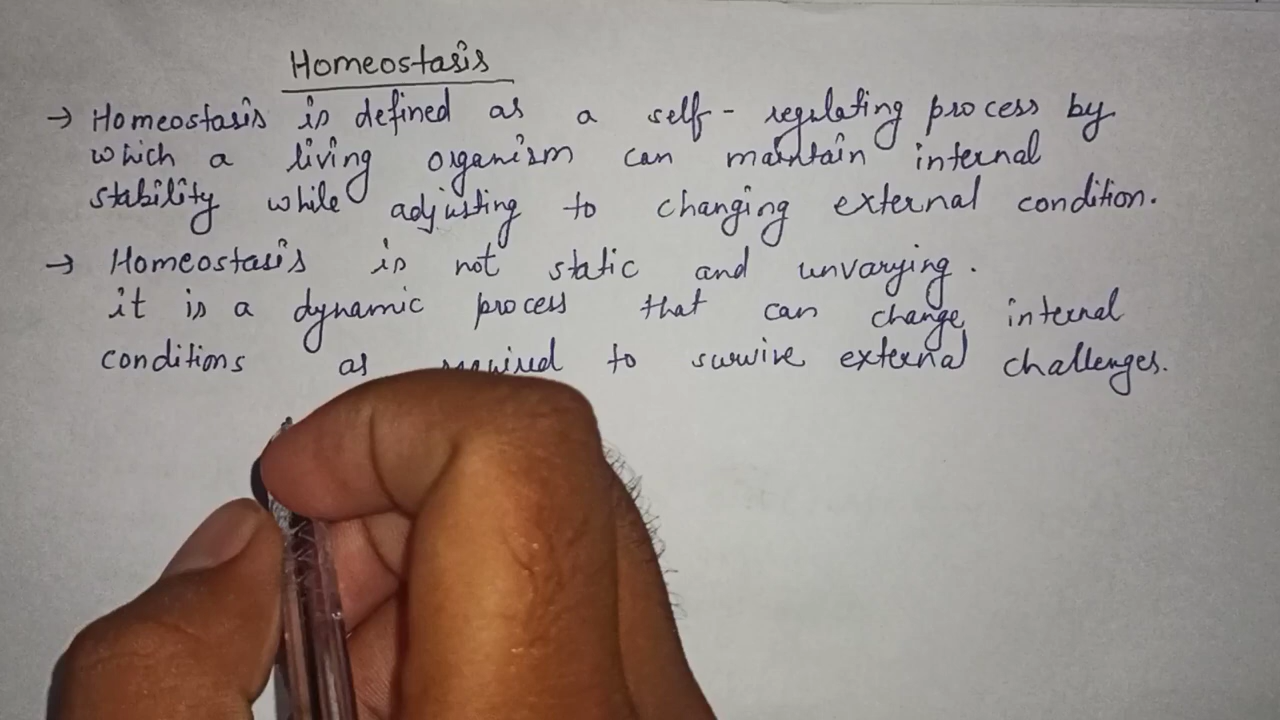 Homeostasis
→ Homeostasis is defined as a self-regulating process by
which a living organism can maintain internal
stability while adjusting to changing external condition.
→ Homeostasis is not static and unvarying.
it is a dynamic process that can change internal
conditions as required to survive external challenges.